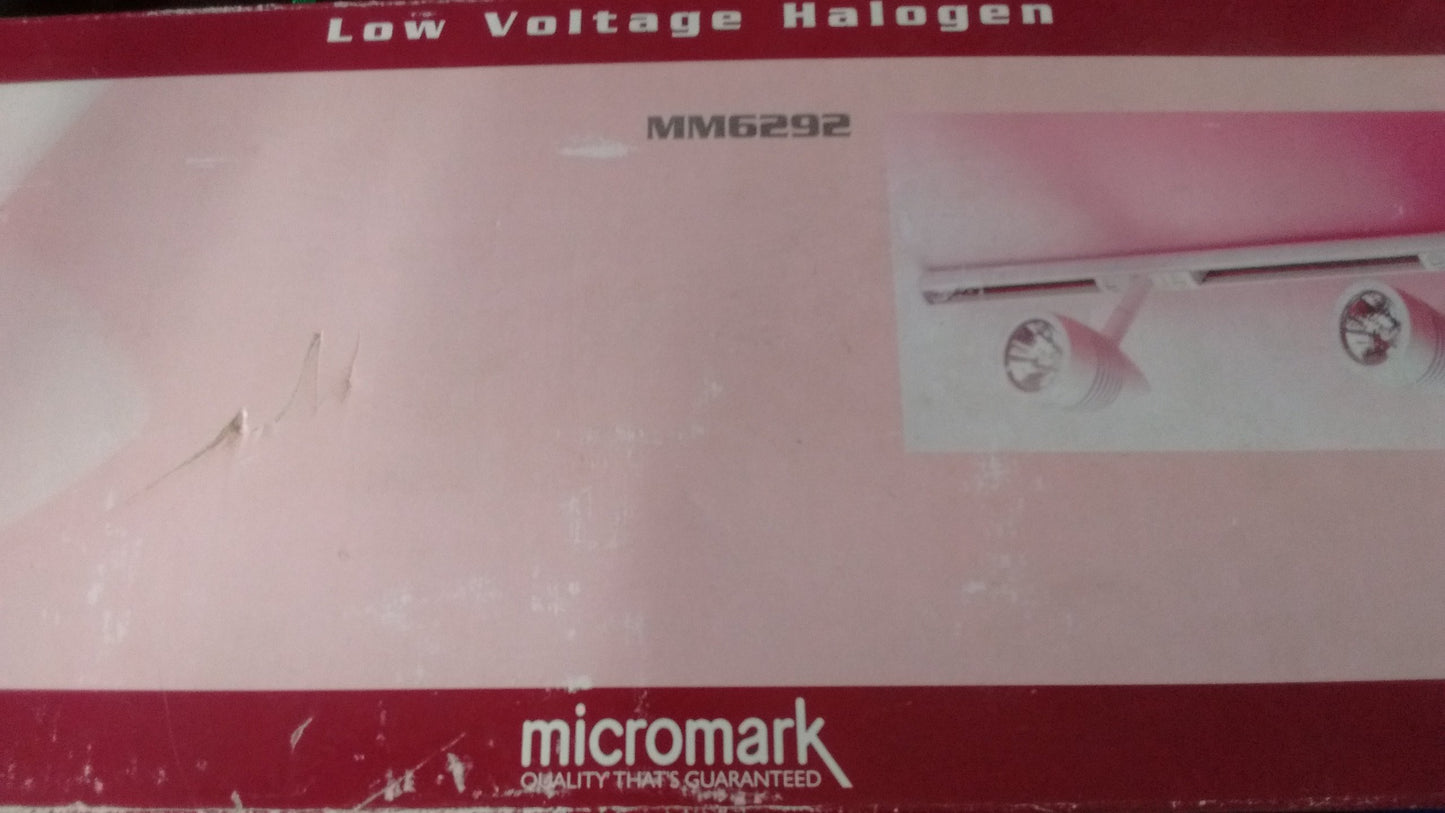 Low Voltage Halogen
MM6292
micromark
QUALITY THAT'S GUARANTEED